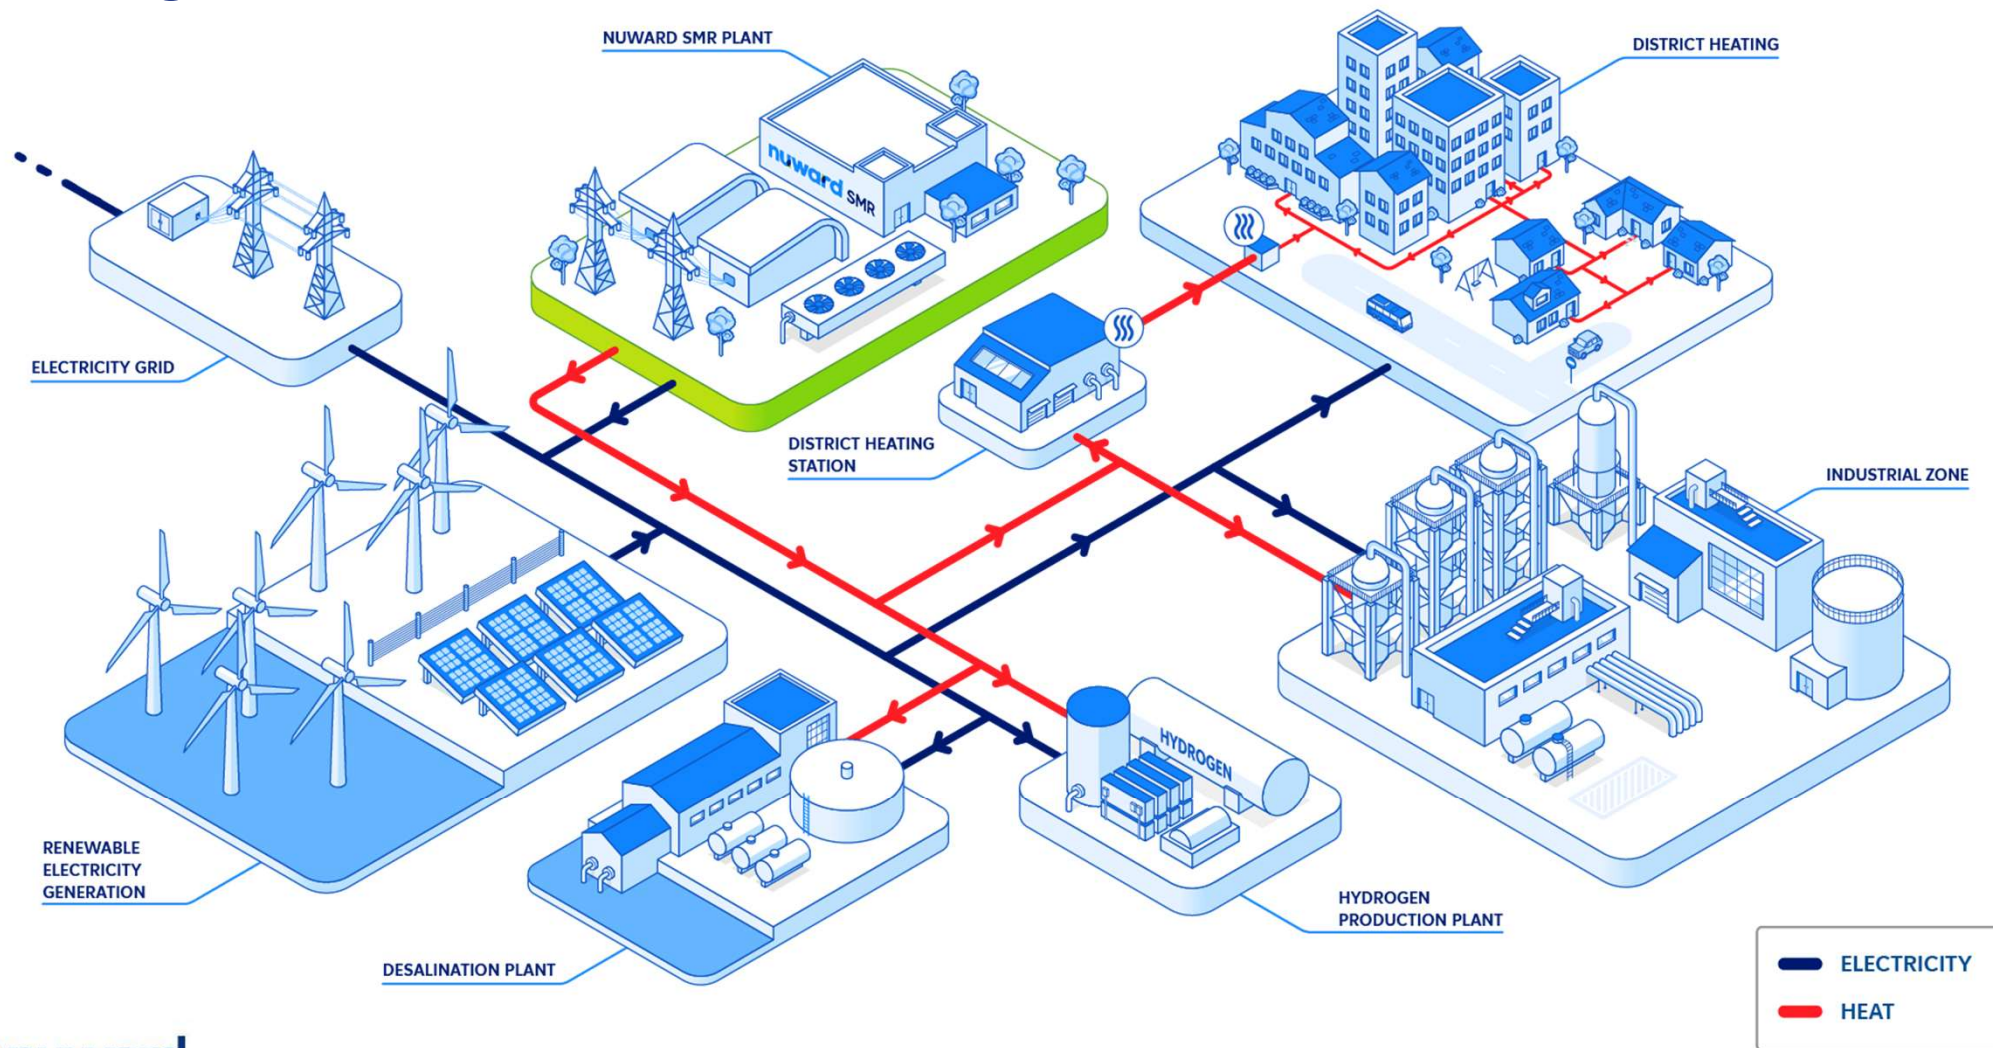 NUWARD SMR PLANT
DISTRICT HEATING
nuward SMR
ELECTRICITY GRID
DISTRICT HEATING
STATION
INDUSTRIAL ZONE
HYDROGEN
RENEWABLE
ELECTRICITY
GENERATION
HYDROGEN
PRODUCTION PLANT
DESALINATION PLANT
ELECTRICITY
HEAT